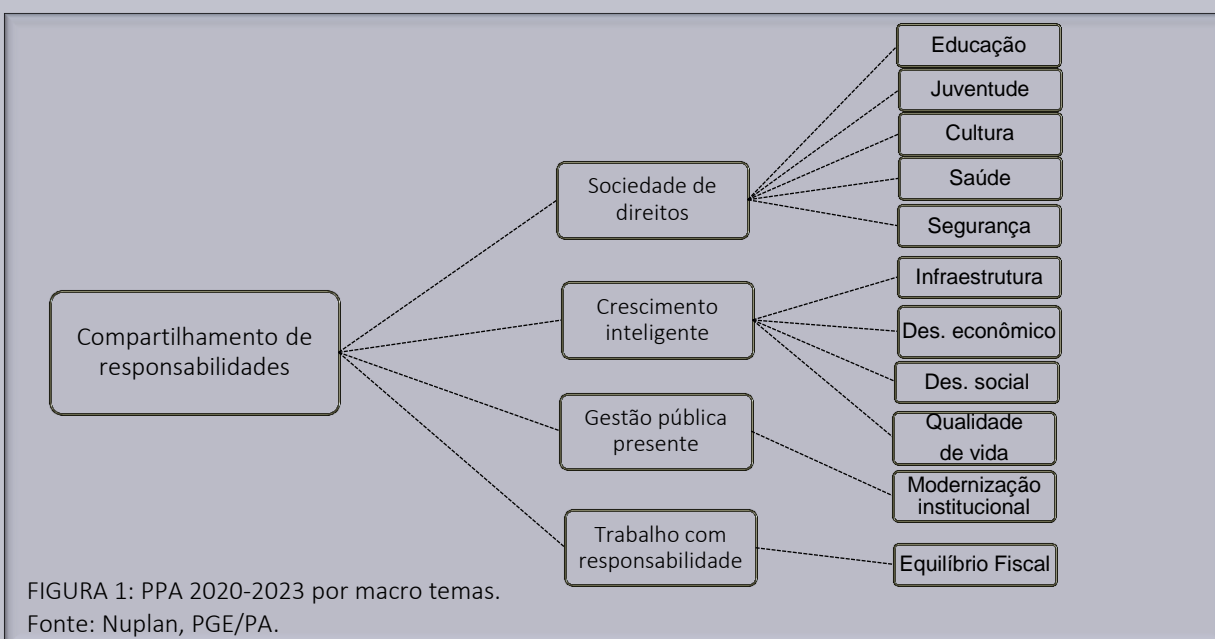 Compartilhamento de
responsabilidades
Sociedade de
direitos
Crescimento
inteligente
Gestão pública
presente
Trabalho com
responsabilidade
Educação
Juventude
Cultura
Saúde
Segurança
Infraestrutura
Des. econômico
Des. social
Qualidade
de vida
Modernização
institucional
Equilíbrio Fiscal
FIGURA 1: PPA 2020-2023 por macro temas.
Fonte: Nuplan, PGE/PA.